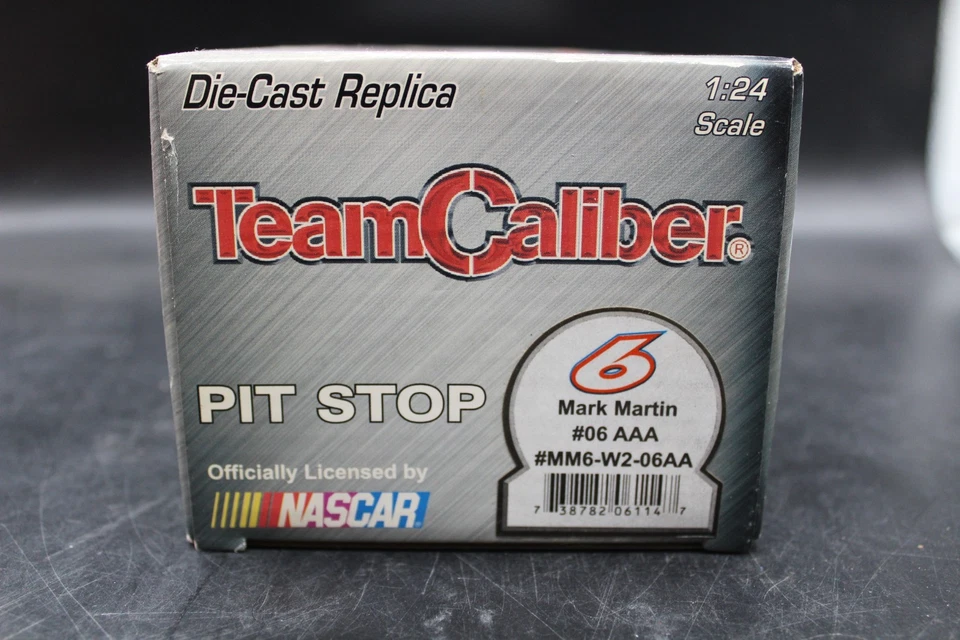 Die-Cast Replica
1:24
Scale
TeamCaliber®
PIT STOP
Officially Licensed by
NASCAR
6
Mark Martin
#06 AAA
#MM6-W2-06AA
7 38782 06114 7